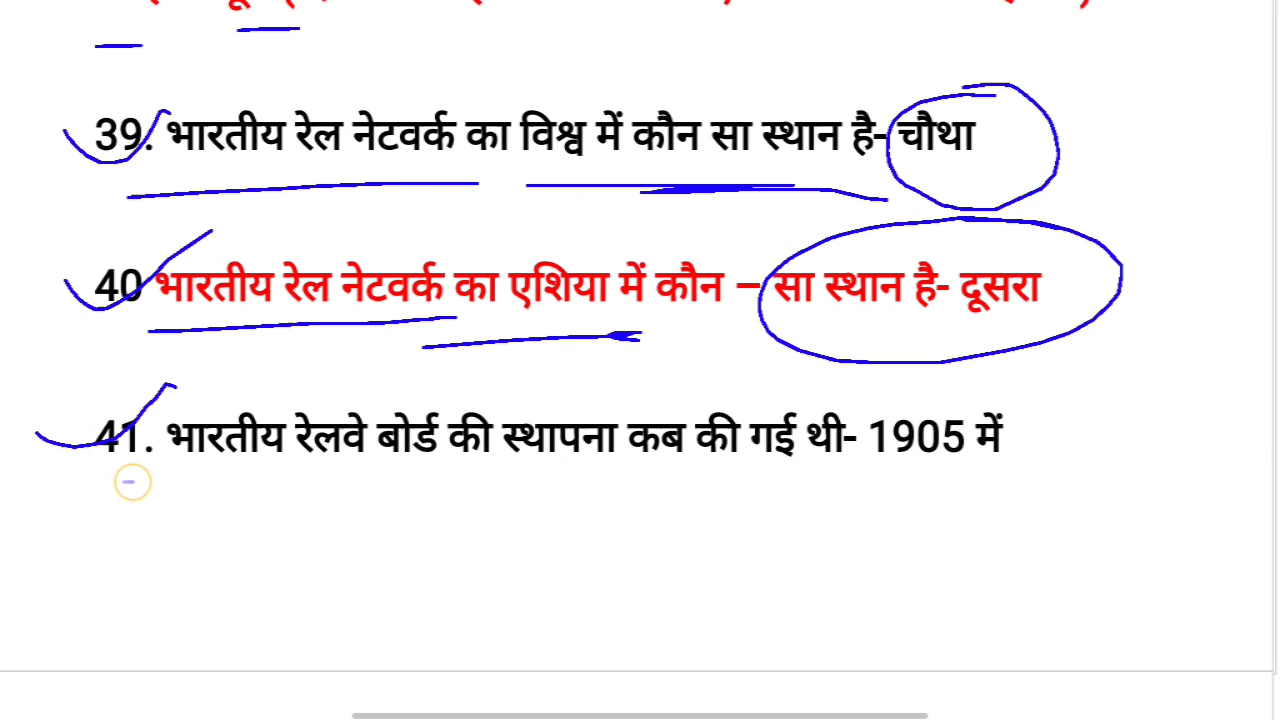 39. भारतीय रेल नेटवर्क का विश्व में कौन सा स्थान है- चौथा
40 भारतीय रेल नेटवर्क का एशिया में कौन – सा स्थान है- दूसरा
41. भारतीय रेलवे बोर्ड की स्थापना कब की गई थी- 1905 में